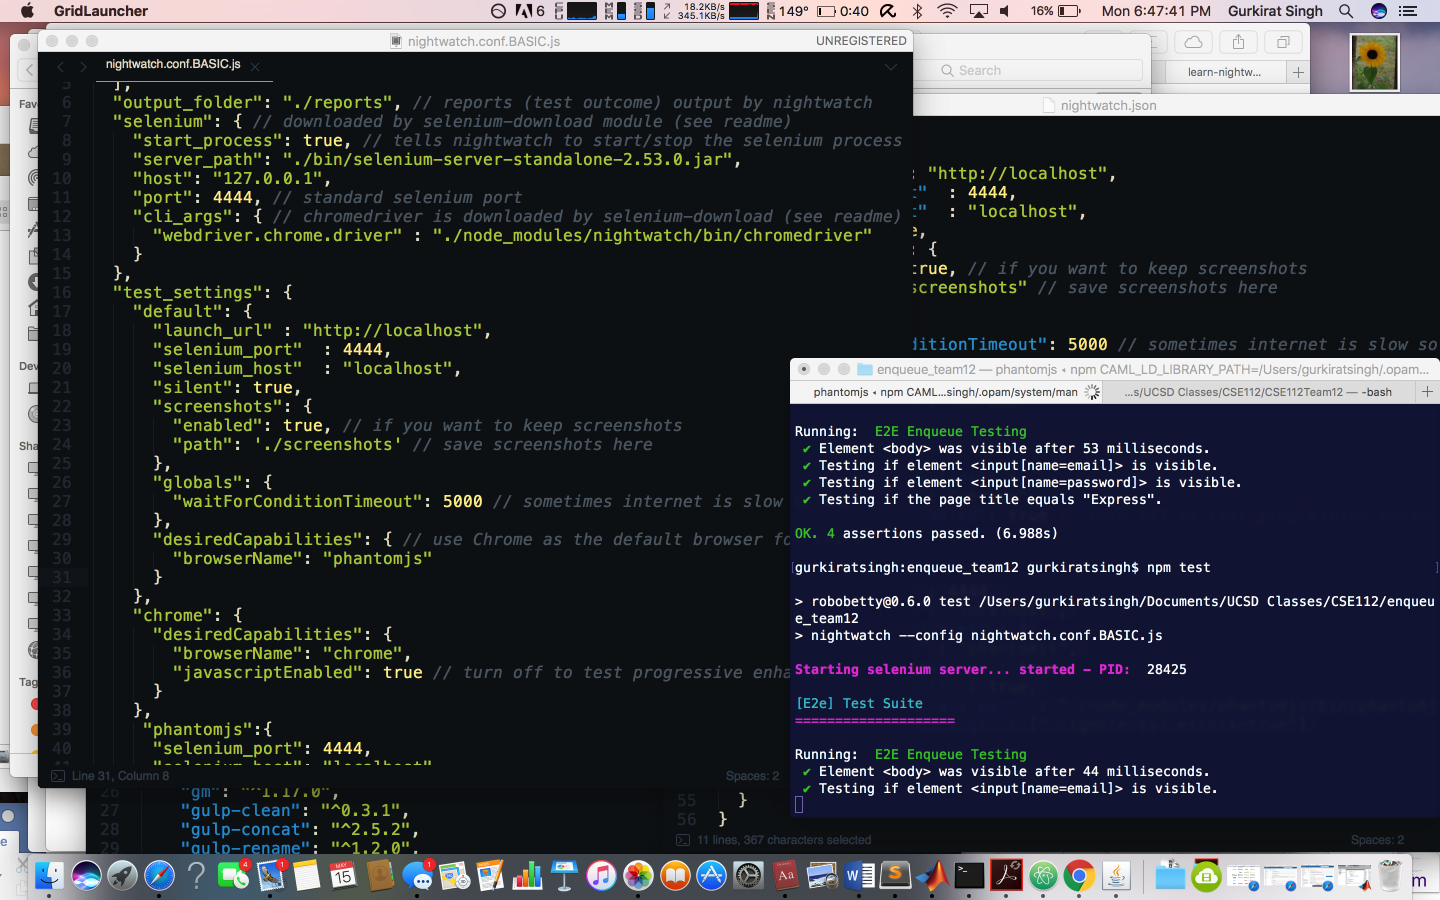 GridLauncher
6
18.2KB/s
345.1KB/s
149°
0:40
16%
Mon 6:47:41 PM
Gurkirat Singh
nightwatch.conf.BASIC.js
UNREGISTERED
nightwatch.conf.BASIC.js
Search
learn-nightw...
nightwatch.json
5 ],
6 "output_folder": "./reports", // reports (test outcome) output by nightwatch
7 "selenium": { // downloaded by selenium-download module (see readme)
8 "start_process": true, // tells nightwatch to start/stop the selenium process
9 "server_path": "./bin/selenium-server-standalone-2.53.0.jar",
10 "host": "127.0.0.1",
11 "port": 4444, // standard selenium port
12 "cli_args": { // chromedriver is downloaded by selenium-download (see readme)
13 "webdriver.chrome.driver" : "./node_modules/nightwatch/bin/chromedriver"
14 }
15 },
16 "test_settings": {
17 "default": {
18 "launch_url" : "http://localhost",
19 "selenium_port" : 4444,
20 "selenium_host" : "localhost",
21 "silent": true,
22 "screenshots": {
23 "enabled": true, // if you want to keep screenshots
24 "path": './screenshots' // save screenshots here
25 },
26 "globals": {
27 "waitForConditionTimeout": 5000 // sometimes internet is slow
28 },
29 "desiredCapabilities": { // use Chrome as the default browser fo
30 "browserName": "phantomjs"
31 }
32 },
33 "chrome": {
34 "desiredCapabilities": {
35 "browserName": "chrome",
36 "javascriptEnabled": true // turn off to test progressive enha
37 }
38 },
39 "phantomjs":{
40 "selenium_port": 4444,
41 "selenium_host": "localhost"
Line 31, Column 8
Spaces: 2
: "http://localhost",
" : 4444,
" : "localhost",
e,
: {
true, // if you want to keep screenshots
screenshots" // save screenshots here
ditionTimeout": 5000 // sometimes internet is slow so
Fav
Dev
Sha
Tag
enqueue_team12 — phantomjs ◂ npm CAML_LD_LIBRARY_PATH=/Users/gurkiratsingh/.opam...
phantomjs ◂ npm CAML...singh/.opam/system/man
...s/UCSD Classes/CSE112/CSE112Team12 — -bash
Running: E2E Enqueue Testing
✔ Element <body> was visible after 53 milliseconds.
✔ Testing if element <input[name=email]> is visible.
✔ Testing if element <input[name=password]> is visible.
✔ Testing if the page title equals "Express".
OK. 4 assertions passed. (6.988s)
gurkiratsingh:enqueue_team12 gurkiratsingh$ npm test
> robobetty@0.6.0 test /Users/gurkiratsingh/Documents/UCSD Classes/CSE112/enqueu
e_team12
> nightwatch --config nightwatch.conf.BASIC.js
Starting selenium server... started - PID: 28425
[E2e] Test Suite
====================
Running: E2E Enqueue Testing
✔ Element <body> was visible after 44 milliseconds.
✔ Testing if element <input[name=email]> is visible.
26 "gm": "^1.17.0",
27 "gulp-clean": "^0.3.1",
28 "gulp-concat": "^2.5.2",
29 "gulp-rename": "^1.2.0",
55 }
56 }
11 lines, 367 characters selected
Spaces: 2
4
1
MAY
15
1
Aa